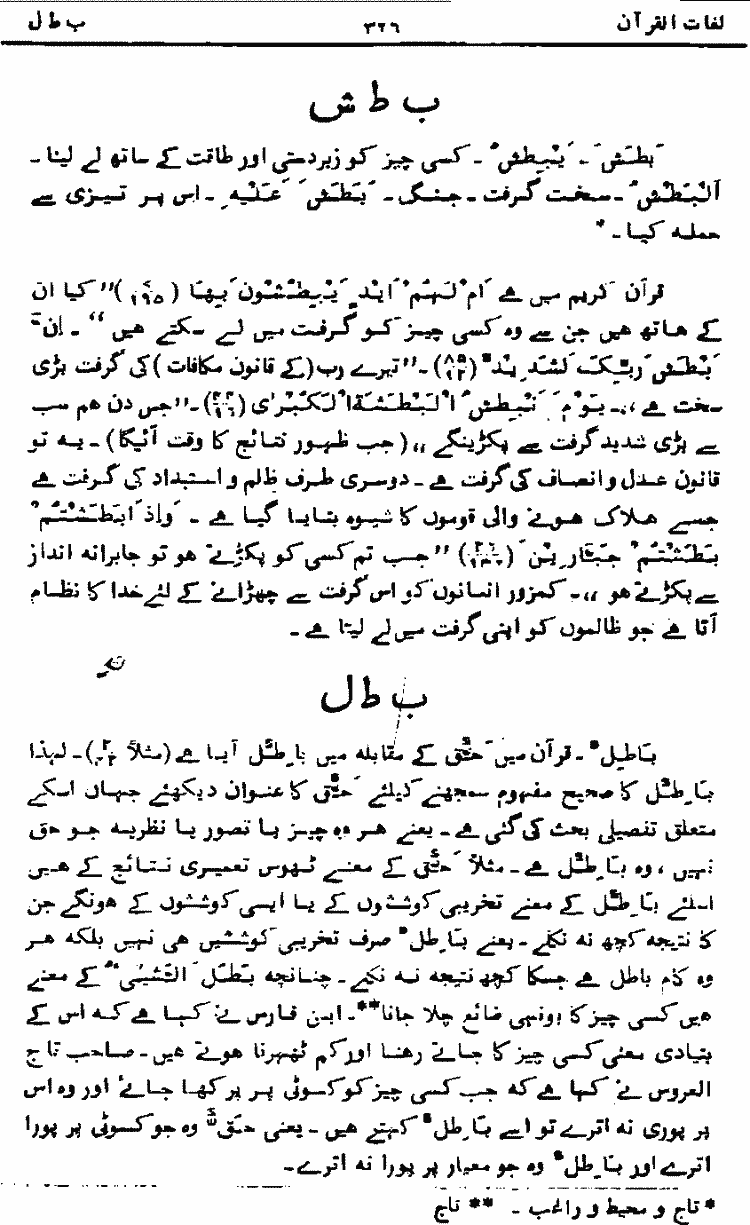 لغات القرآن ۳۲٦ ب ط ل
ب ط ش
بَطَشَ ۔ یَبْطِشُ ۔ کسی چیز کو زبردستی اور طاقت کے ساتھ لے لینا ۔
اَلْبَطْشُ ۔ سخت گرفت ۔ جنگ ۔ بَطَشَ عَلَیْہِ ۔ اس پر تیزی سے
حملہ کیا ۔ *
قرآن کریم میں ہے اَمْ لَہُمْ اَیْدٍ یَّبْطِشُوْنَ بِہَا (۷/۱۹۵) ”کیا ان
کے ہاتھ ہیں جن سے وہ کسی چیز کو گرفت میں لے سکتے ہیں“ ۔ اِنَّ
بَطْشَ رَبِّکَ لَشَدِیْدٌ (۸۵/۱۲) ۔ ”تیرے رب (کے قانون مکافات) کی گرفت بڑی
سخت ہے“ ۔ یَوْمَ نَبْطِشُ الْبَطْشَۃَ الْکُبْرٰی (۴۴/۱۶) ۔ ”جس دن ہم سب
سے بڑی شدید گرفت سے پکڑینگے“ (جب ظہور نتائج کا وقت آئیگا) ۔ یہ تو
قانون عدل و انصاف کی گرفت ہے ۔ دوسری طرف ظلم و استبداد کی گرفت ہے
جسے ہلاک ہونے والی قوموں کا شیوہ بتایا گیا ہے ۔ وَاِذَا بَطَشْتُمْ
بَطَشْتُمْ جَبَّارِیْنَ (۲۶/۱۳۰) ”جب تم کسی کو پکڑتے ہو تو جابرانہ انداز
سے پکڑتے ہو“ ۔ کمزور انسانوں کو اس گرفت سے چھڑانے کے لئے خدا کا نظام
آتا ہے جو ظالموں کو اپنی گرفت میں لے لیتا ہے ۔
ب ط ل
بَاطِلٌ ۔ قرآن میں حَقٌّ کے مقابلہ میں بَاطِلٌ آیا ہے (مثلاً ۲/۴۲) ۔ لہذا
بَاطِلٌ کا صحیح مفہوم سمجھنے کیلئے حَقٌّ کا عنوان دیکھئے جہاں اسکے
متعلق تفصیلی بحث کی گئی ہے ۔ یعنے ہر وہ چیز یا تصور یا نظریہ جو حق
نہیں ، وہ بَاطِلٌ ہے ۔ مثلاً حَقٌّ کے معنے ٹھوس تعمیری نتائج کے ہیں
اسلئے بَاطِلٌ کے معنے تخریبی کوششوں کے یا ایسی کوششوں کے ہونگے جن
کا نتیجہ کچھ نہ نکلے ۔ یعنے بَاطِلٌ صرف تخریبی کوششیں ہی نہیں بلکہ ہر
وہ کام باطل ہے جسکا کچھ نتیجہ نہ نکلے ۔ چنانچہ بَطَلَ الشَّیْءُ کے معنے
ہیں کسی چیز کا یونہی ضائع چلا جانا** ۔ ابن فارس نے کہا ہے کہ اس کے
بنیادی معنی کسی چیز کا جاتے رہنا اور کم ٹھہرنا ہوتے ہیں ۔ صاحب تاج
العروس نے کہا ہے کہ جب کسی چیز کو کسوٹی پر پرکھا جائے اور وہ اس
پر پوری نہ اترے تو اسے بَاطِلٌ کہتے ہیں ۔ یعنی حَقٌّ وہ جو کسوٹی پر پورا
اترے اور بَاطِلٌ وہ جو معیار پر پورا نہ اترے ۔
* تاج و محیط و راغب ۔ ** تاج